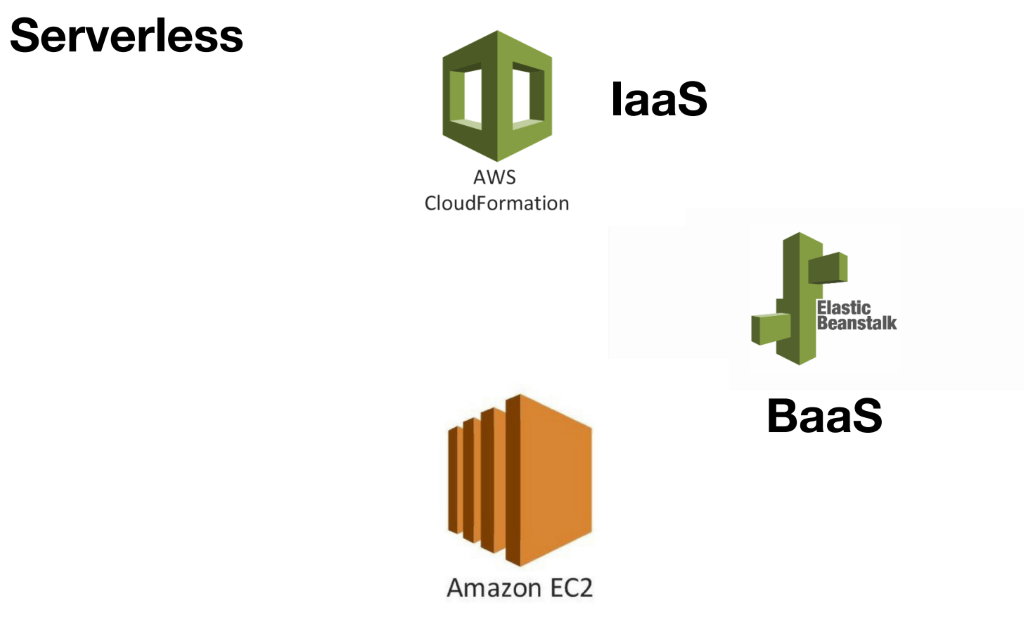 Serverless
IaaS
AWS
CloudFormation
Elastic
Beanstalk
BaaS
Amazon EC2